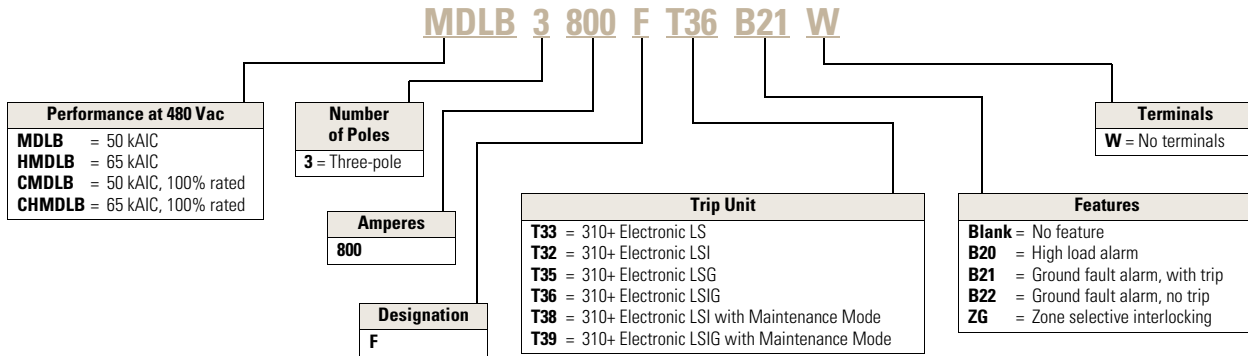 MDLB 3 800 F T36 B21 W
Performance at 480 Vac
MDLB = 50 kAIC
HMDLB = 65 kAIC
CMDLB = 50 kAIC, 100% rated
CHMDLB = 65 kAIC, 100% rated
Number
of Poles
3 = Three-pole
Amperes
800
Designation
F
Trip Unit
T33 = 310+ Electronic LS
T32 = 310+ Electronic LSI
T35 = 310+ Electronic LSG
T36 = 310+ Electronic LSIG
T38 = 310+ Electronic LSI with Maintenance Mode
T39 = 310+ Electronic LSIG with Maintenance Mode
Features
Blank = No feature
B20 = High load alarm
B21 = Ground fault alarm, with trip
B22 = Ground fault alarm, no trip
ZG = Zone selective interlocking
Terminals
W = No terminals